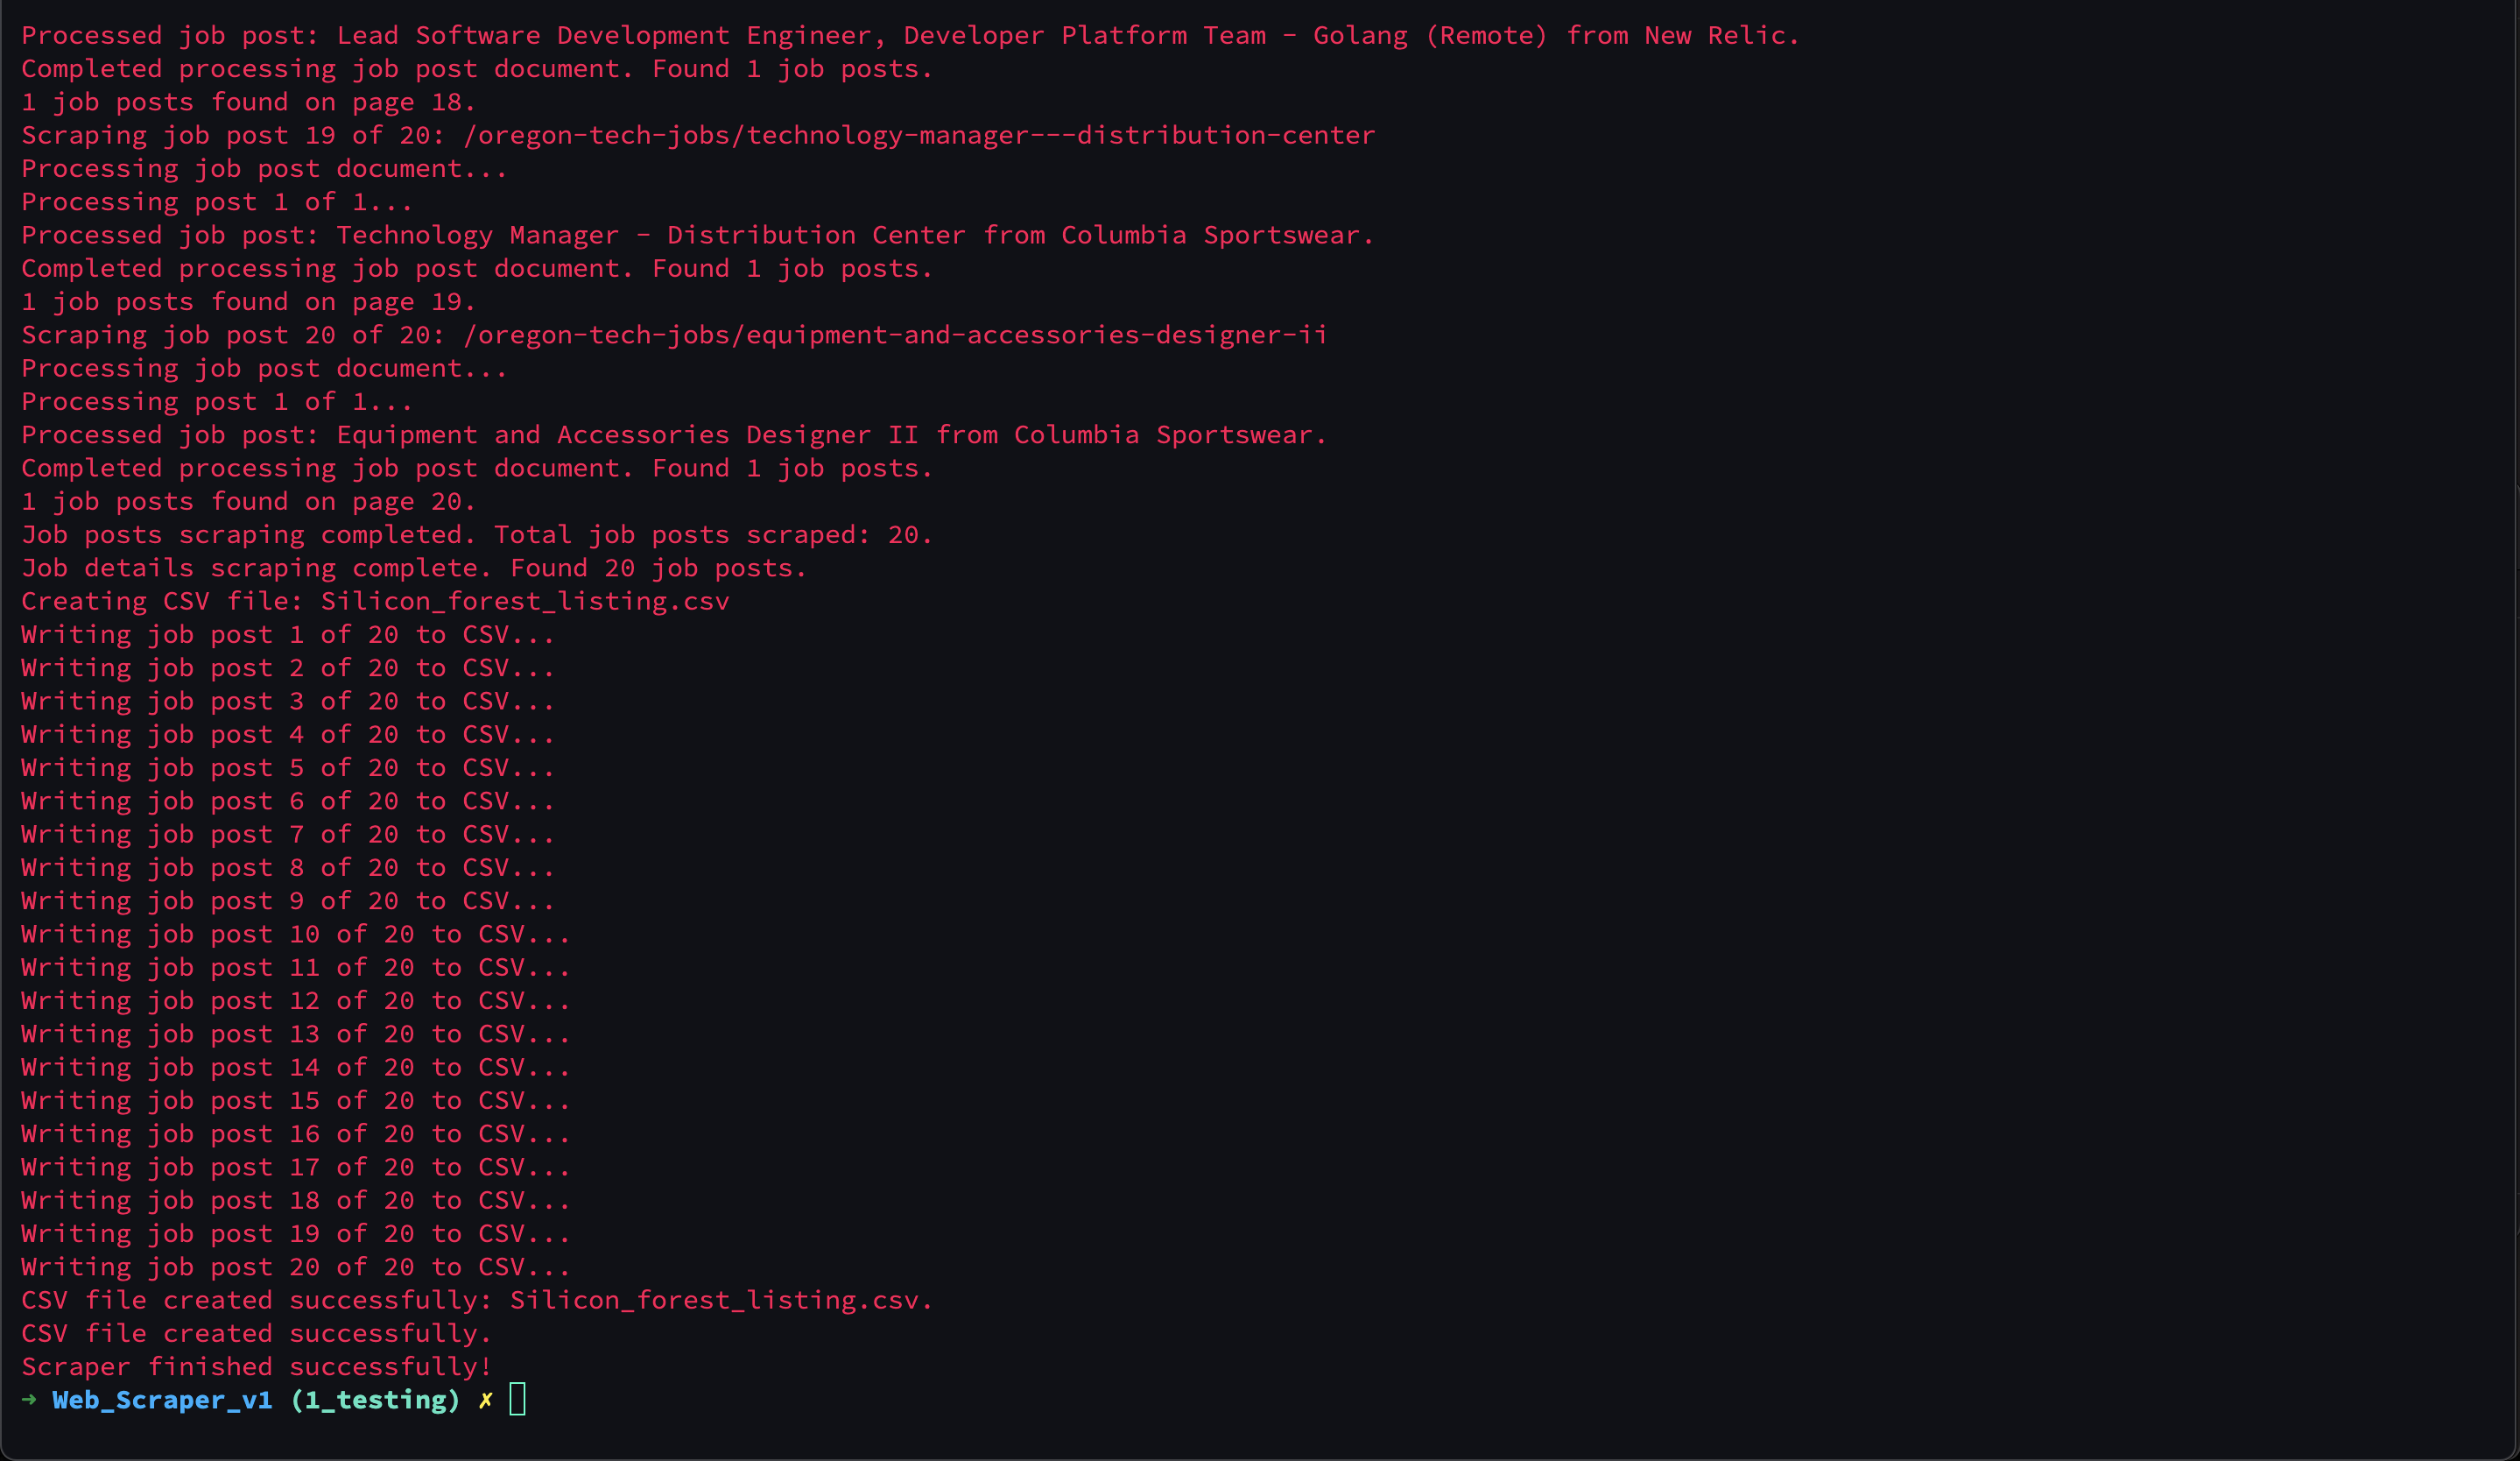 Processed job post: Lead Software Development Engineer, Developer Platform Team - Golang (Remote) from New Relic.
Completed processing job post document. Found 1 job posts.
1 job posts found on page 18.
Scraping job post 19 of 20: /oregon-tech-jobs/technology-manager---distribution-center
Processing job post document...
Processing post 1 of 1...
Processed job post: Technology Manager - Distribution Center from Columbia Sportswear.
Completed processing job post document. Found 1 job posts.
1 job posts found on page 19.
Scraping job post 20 of 20: /oregon-tech-jobs/equipment-and-accessories-designer-ii
Processing job post document...
Processing post 1 of 1...
Processed job post: Equipment and Accessories Designer II from Columbia Sportswear.
Completed processing job post document. Found 1 job posts.
1 job posts found on page 20.
Job posts scraping completed. Total job posts scraped: 20.
Job details scraping complete. Found 20 job posts.
Creating CSV file: Silicon_forest_listing.csv
Writing job post 1 of 20 to CSV...
Writing job post 2 of 20 to CSV...
Writing job post 3 of 20 to CSV...
Writing job post 4 of 20 to CSV...
Writing job post 5 of 20 to CSV...
Writing job post 6 of 20 to CSV...
Writing job post 7 of 20 to CSV...
Writing job post 8 of 20 to CSV...
Writing job post 9 of 20 to CSV...
Writing job post 10 of 20 to CSV...
Writing job post 11 of 20 to CSV...
Writing job post 12 of 20 to CSV...
Writing job post 13 of 20 to CSV...
Writing job post 14 of 20 to CSV...
Writing job post 15 of 20 to CSV...
Writing job post 16 of 20 to CSV...
Writing job post 17 of 20 to CSV...
Writing job post 18 of 20 to CSV...
Writing job post 19 of 20 to CSV...
Writing job post 20 of 20 to CSV...
CSV file created successfully: Silicon_forest_listing.csv.
CSV file created successfully.
Scraper finished successfully!
→ Web_Scraper_v1 (1_testing) ✗